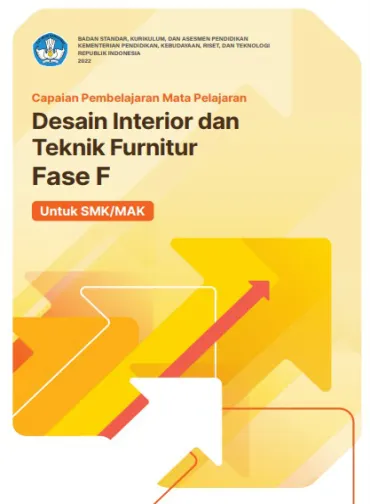 BADAN STANDAR, KURIKULUM, DAN ASESMEN PENDIDIKAN
KEMENTERIAN PENDIDIKAN, KEBUDAYAAN, RISET, DAN TEKNOLOGI
REPUBLIK INDONESIA
2022
Capaian Pembelajaran Mata Pelajaran
Desain Interior dan
Teknik Furnitur
Fase F
Untuk SMK/MAK